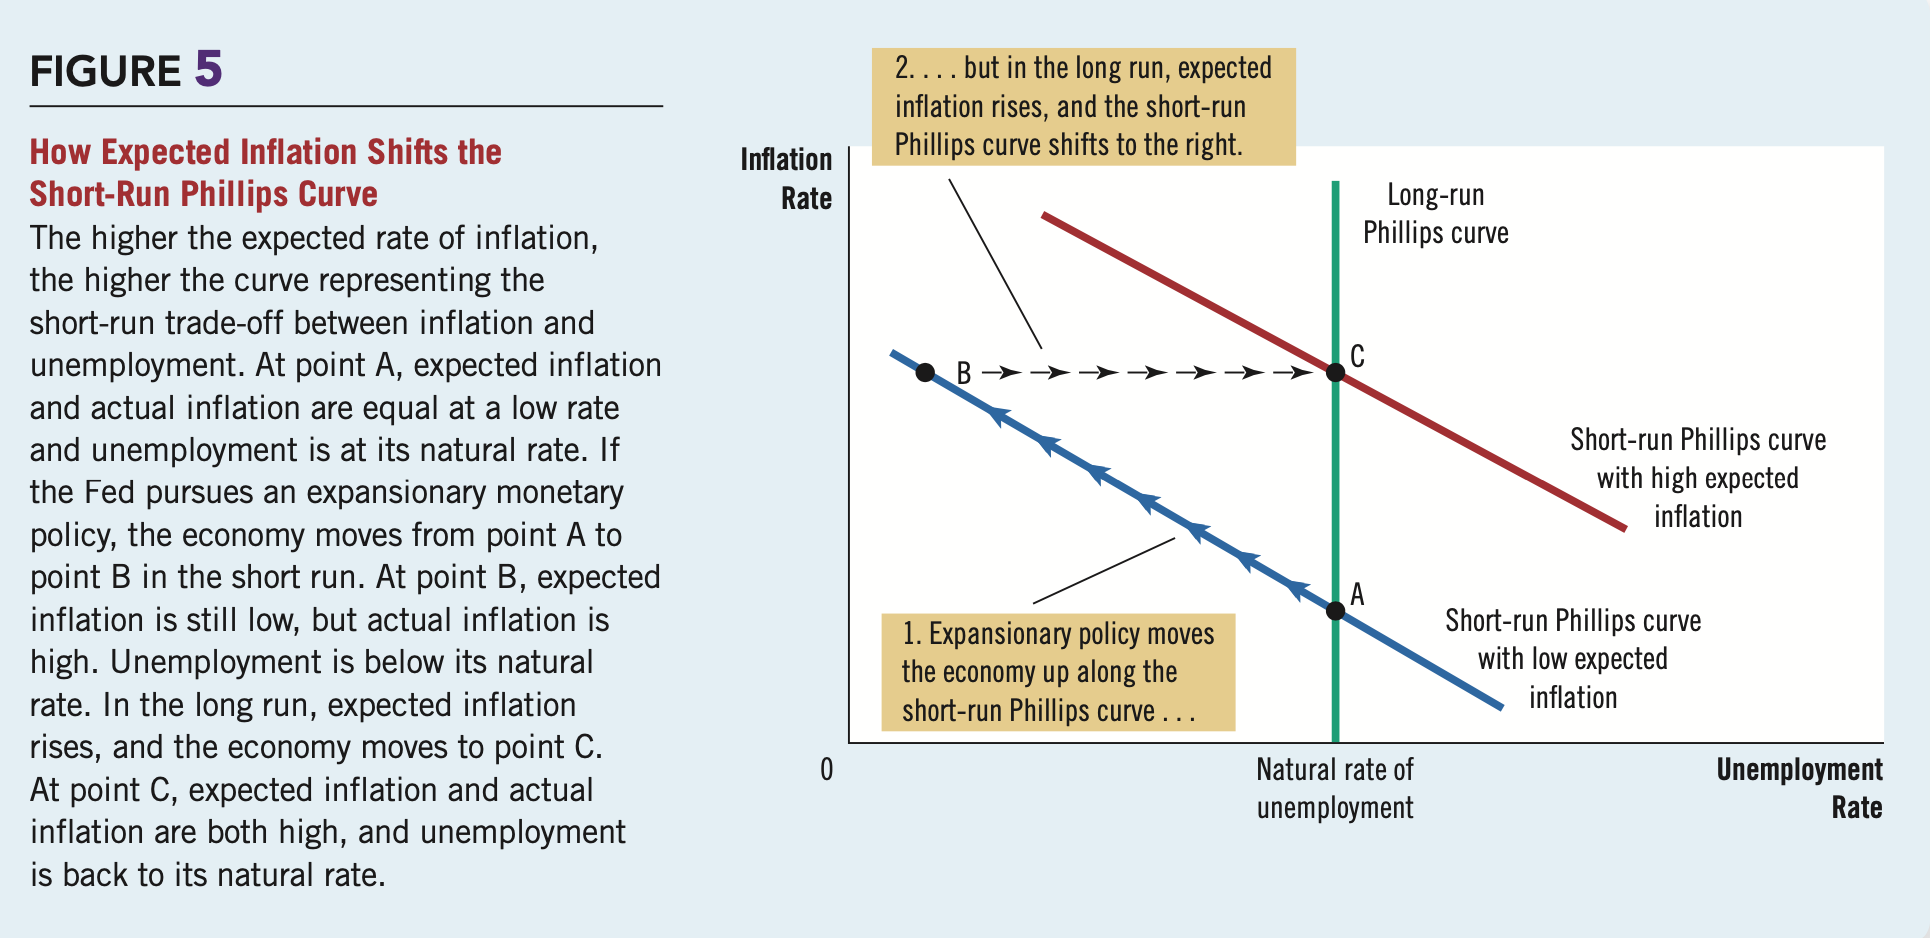 FIGURE 5
How Expected Inflation Shifts the
Short-Run Phillips Curve
The higher the expected rate of inflation,
the higher the curve representing the
short-run trade-off between inflation and
unemployment. At point A, expected inflation
and actual inflation are equal at a low rate
and unemployment is at its natural rate. If
the Fed pursues an expansionary monetary
policy, the economy moves from point A to
point B in the short run. At point B, expected
inflation is still low, but actual inflation is
high. Unemployment is below its natural
rate. In the long run, expected inflation
rises, and the economy moves to point C.
At point C, expected inflation and actual
inflation are both high, and unemployment
is back to its natural rate.
2. . . . but in the long run, expected
inflation rises, and the short-run
Phillips curve shifts to the right.
Inflation
Rate
Long-run
Phillips curve
B
C
Short-run Phillips curve
with high expected
inflation
A
Short-run Phillips curve
with low expected
inflation
1. Expansionary policy moves
the economy up along the
short-run Phillips curve . . .
0
Natural rate of
unemployment
Unemployment
Rate